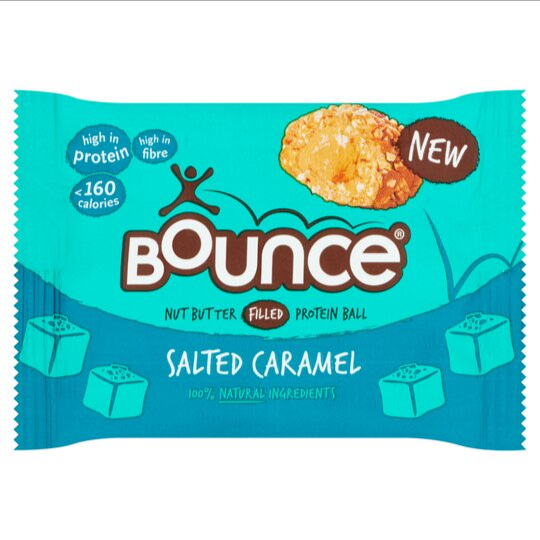 high in
protein
high in
fibre
<160
calories
NEW
BOUNCE®
NUT BUTTER FILLED PROTEIN BALL
SALTED CARAMEL
100% NATURAL INGREDIENTS